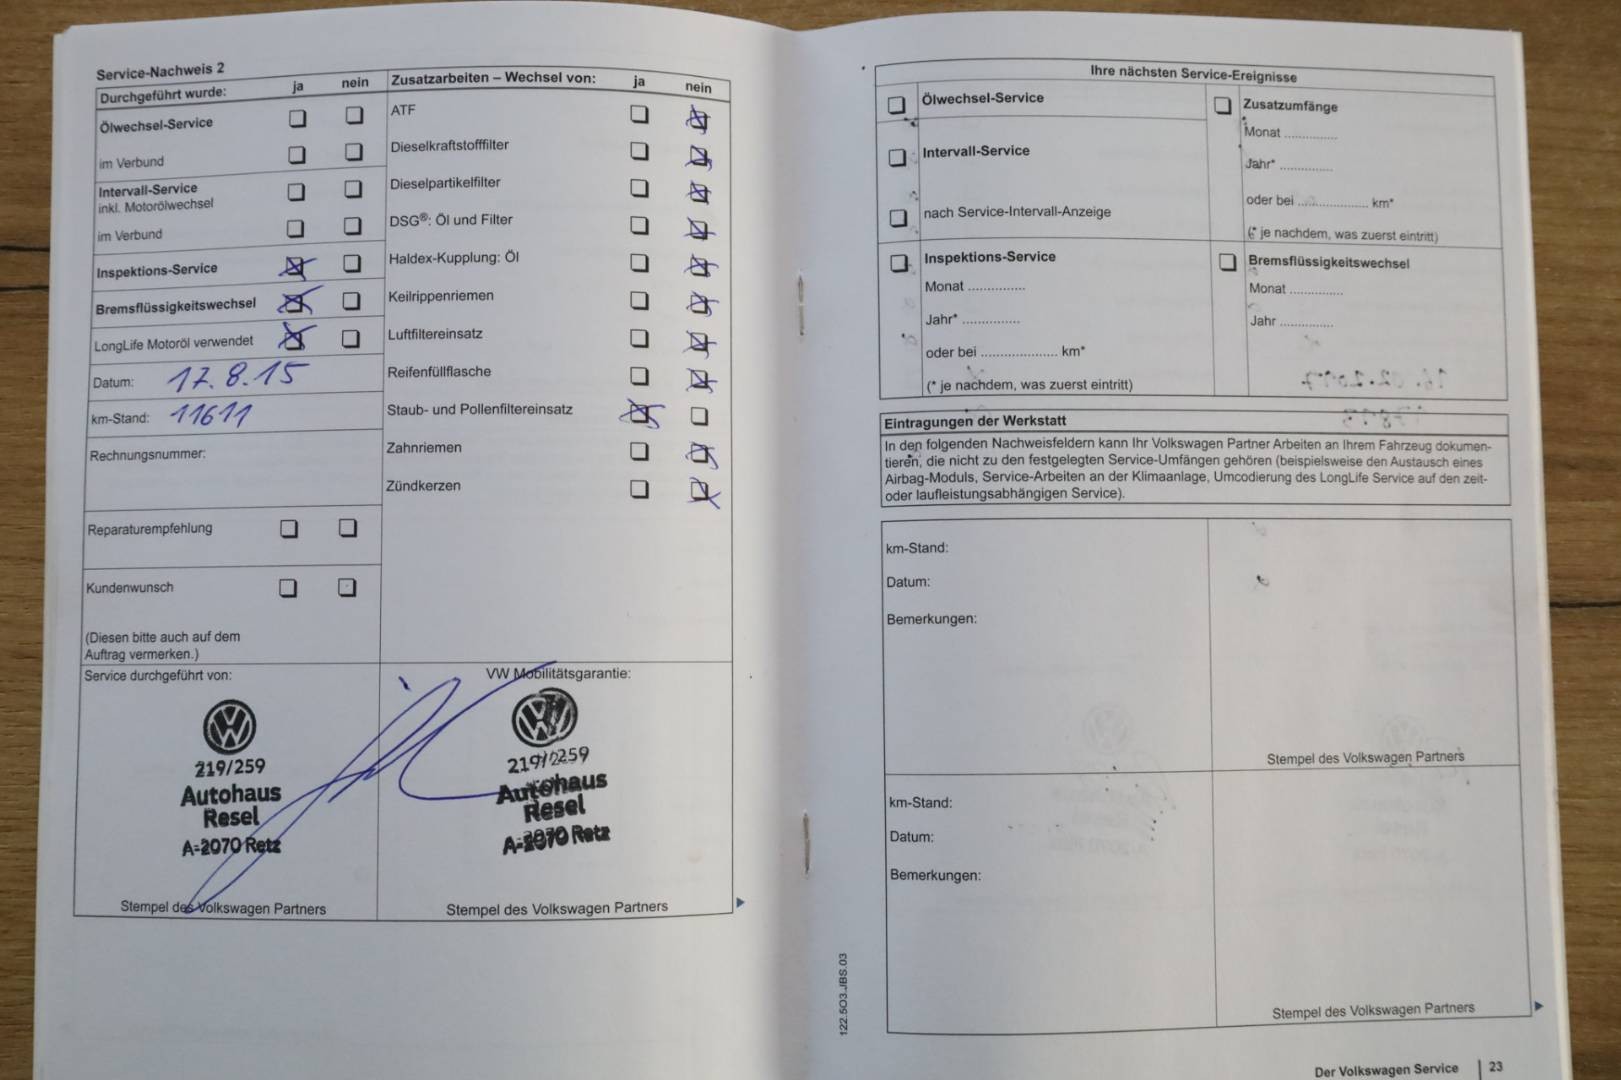 Service-Nachweis 2
Durchgeführt wurde: ja nein
Ölwechsel-Service
im Verbund
Intervall-Service
inkl. Motorölwechsel
im Verbund
Inspektions-Service
Bremsflüssigkeitswechsel
LongLife Motoröl verwendet
Datum: 17.8.15
km-Stand: 11611
Rechnungsnummer:
Reparaturempfehlung
Kundenwunsch
(Diesen bitte auch auf dem
Auftrag vermerken.)
Zusatzarbeiten – Wechsel von: ja nein
ATF
Dieselkraftstofffilter
Dieselpartikelfilter
DSG®: Öl und Filter
Haldex-Kupplung: Öl
Keilrippenriemen
Luftfiltereinsatz
Reifenfüllflasche
Staub- und Pollenfiltereinsatz
Zahnriemen
Zündkerzen
Service durchgeführt von:
219/259
Autohaus
Resel
A-2070 Retz
Stempel des Volkswagen Partners
VW Mobilitätsgarantie:
219/259
Autohaus
Resel
A-2070 Retz
Stempel des Volkswagen Partners
Ihre nächsten Service-Ereignisse
Ölwechsel-Service
Intervall-Service
nach Service-Intervall-Anzeige
Inspektions-Service
Monat ...............
Jahr* ...............
oder bei .................... km*
(* je nachdem, was zuerst eintritt)
Zusatzumfänge
Monat ..............
Jahr* ..............
oder bei .................... km*
(* je nachdem, was zuerst eintritt)
Bremsflüssigkeitswechsel
Monat ..............
Jahr ..............
Eintragungen der Werkstatt
In den folgenden Nachweisfeldern kann Ihr Volkswagen Partner Arbeiten an Ihrem Fahrzeug dokumen-
tieren, die nicht zu den festgelegten Service-Umfängen gehören (beispielsweise den Austausch eines
Airbag-Moduls, Service-Arbeiten an der Klimaanlage, Umcodierung des LongLife Service auf den zeit-
oder laufleistungsabhängigen Service).
km-Stand:
Datum:
Bemerkungen:
Stempel des Volkswagen Partners
km-Stand:
Datum:
Bemerkungen:
Stempel des Volkswagen Partners
122.5O3.JBS.03
Der Volkswagen Service 23